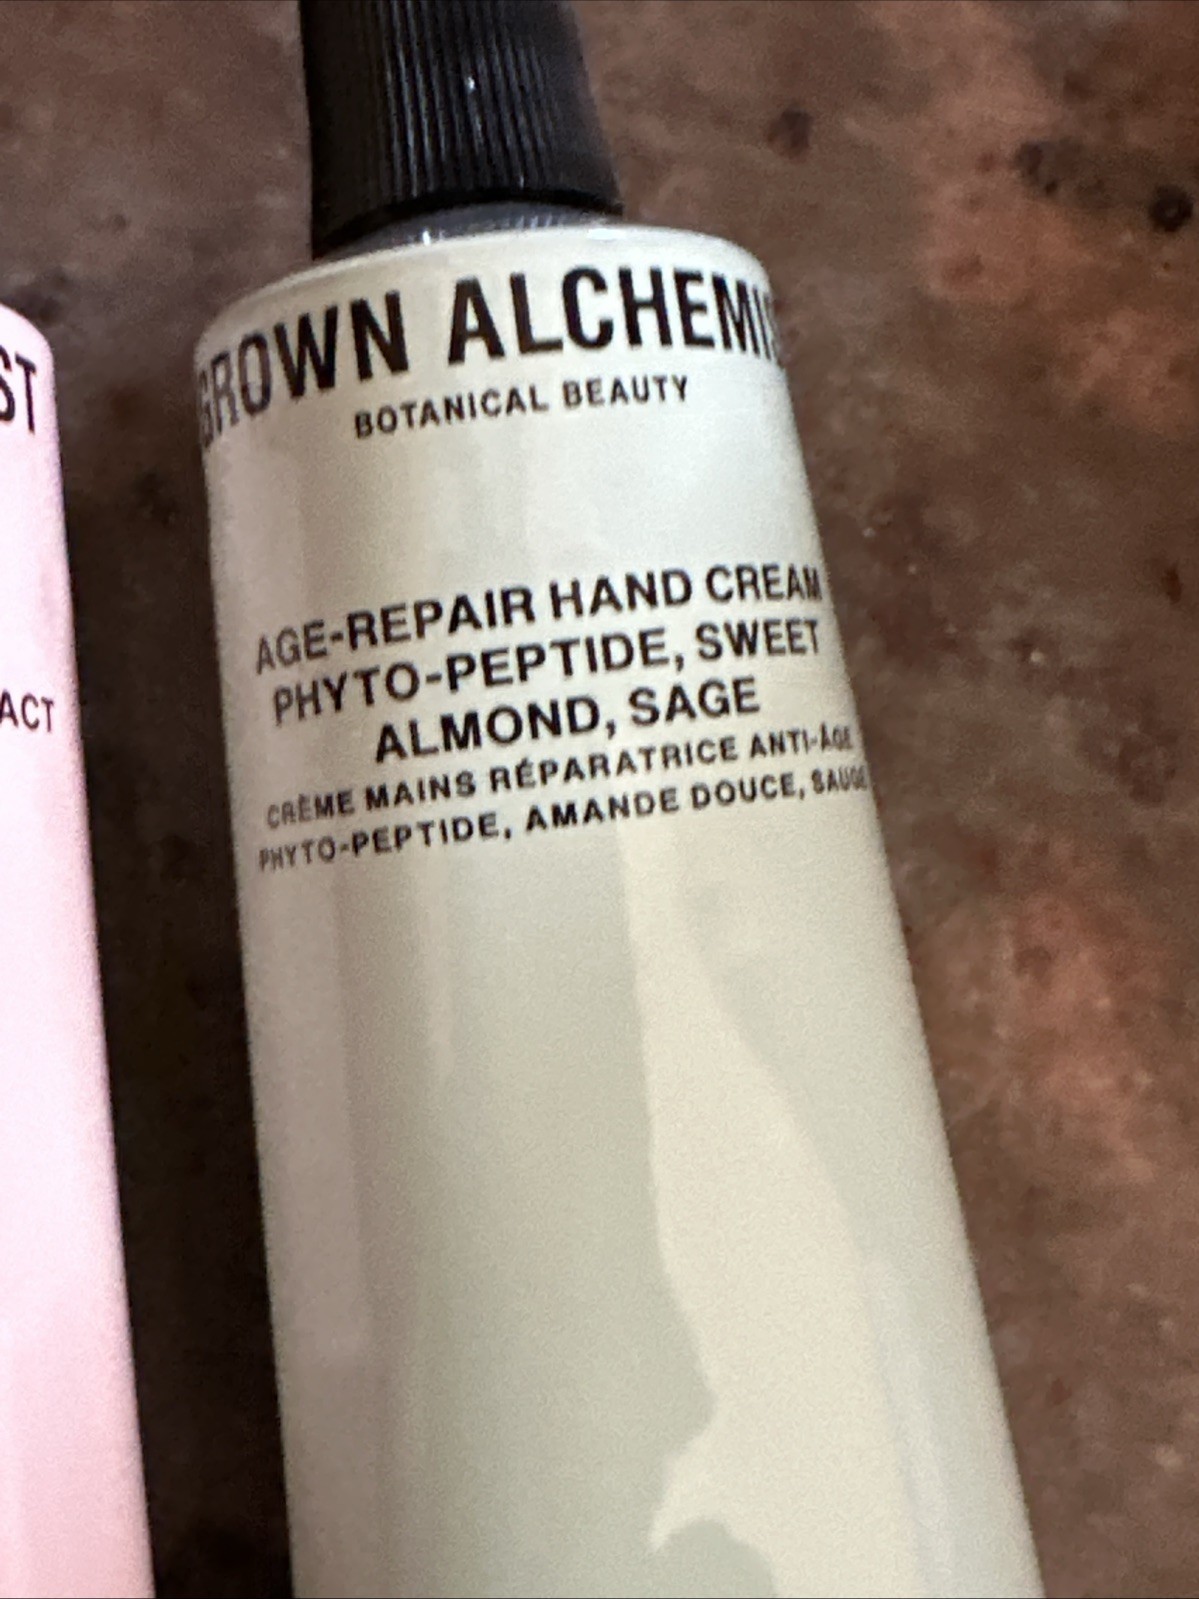 GROWN ALCHEMIS
BOTANICAL BEAUTY
AGE-REPAIR HAND CREAM
PHYTO-PEPTIDE, SWEET
ALMOND, SAGE
CRÈME MAINS RÉPARATRICE ANTI-ÂGE
PHYTO-PEPTIDE, AMANDE DOUCE, SAUGE
ST
ACT